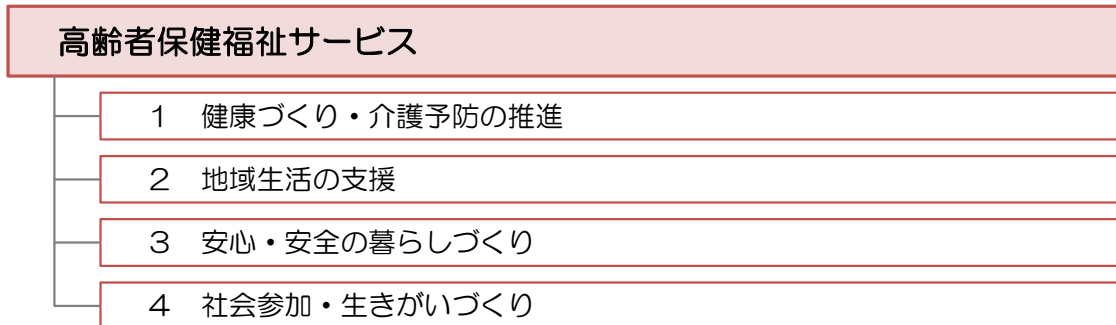 高齢者保健福祉サービス
1　健康づくり・介護予防の推進
2　地域生活の支援
3　安心・安全の暮らしづくり
4　社会参加・生きがいづくり